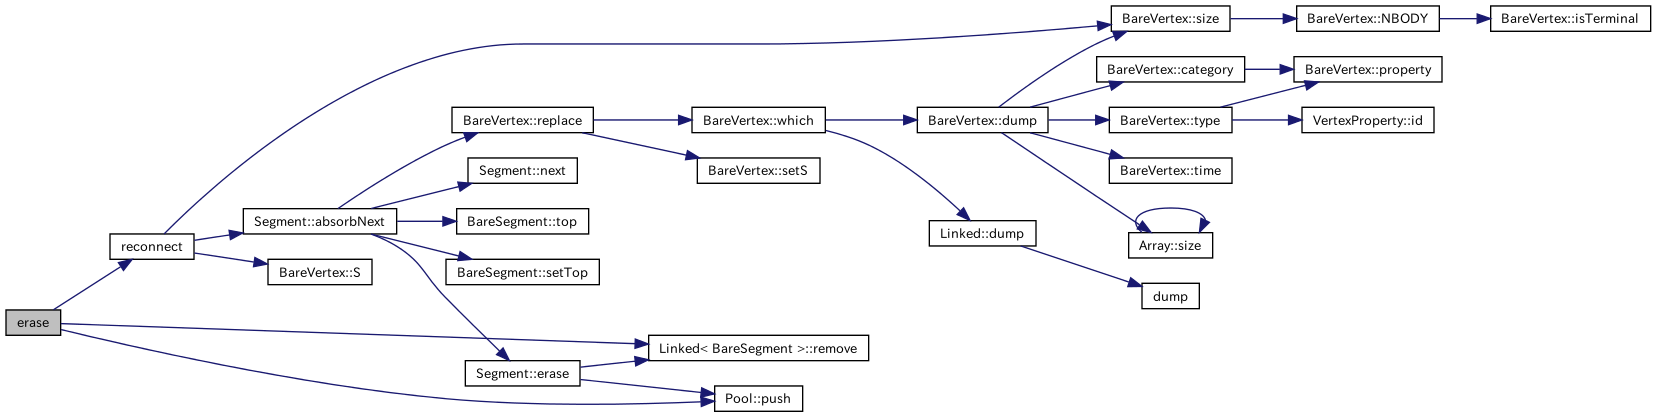 BareVertex::size
BareVertex::NBODY
BareVertex::isTerminal
BareVertex::category
BareVertex::property
BareVertex::replace
BareVertex::which
BareVertex::dump
BareVertex::type
VertexProperty::id
Segment::next
BareVertex::setS
BareVertex::time
Segment::absorbNext
BareSegment::top
Linked::dump
Array::size
reconnect
BareVertex::S
BareSegment::setTop
dump
erase
Linked< BareSegment >::remove
Segment::erase
Pool::push